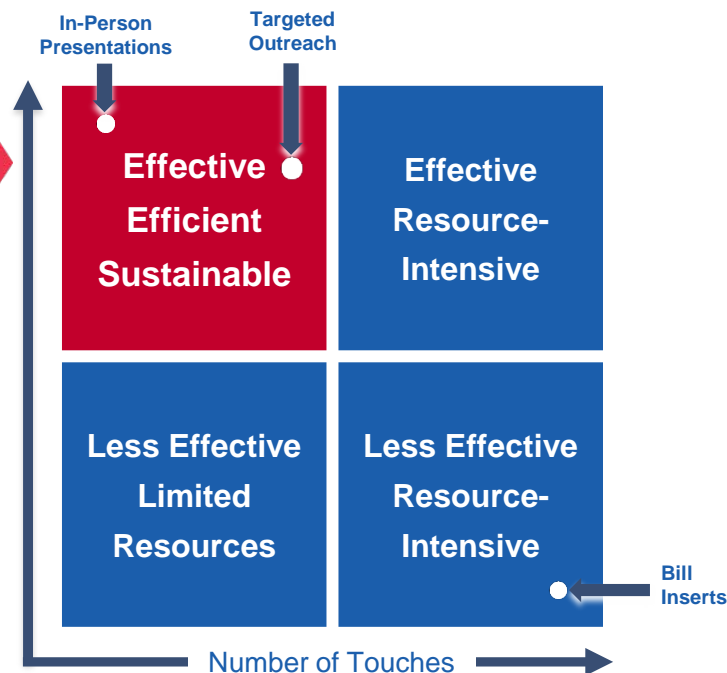 In-Person
Presentations
Targeted
Outreach
Effective
Efficient
Sustainable
Effective
Resource-
Intensive
Less Effective
Limited
Resources
Less Effective
Resource-
Intensive
Bill
Inserts
Number of Touches